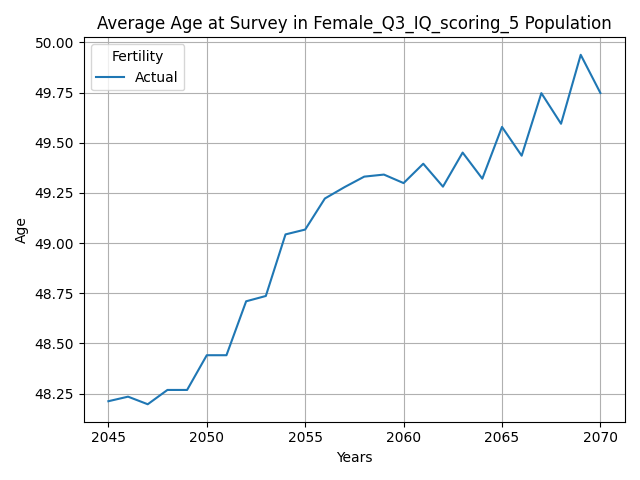 Average Age at Survey in Female_Q3_IQ_scoring_5 Population
50.00
Fertility
Actual
49.75
49.50
49.25
49.00
48.75
48.50
48.25
Age
2045 2050 2055 2060 2065 2070
Years